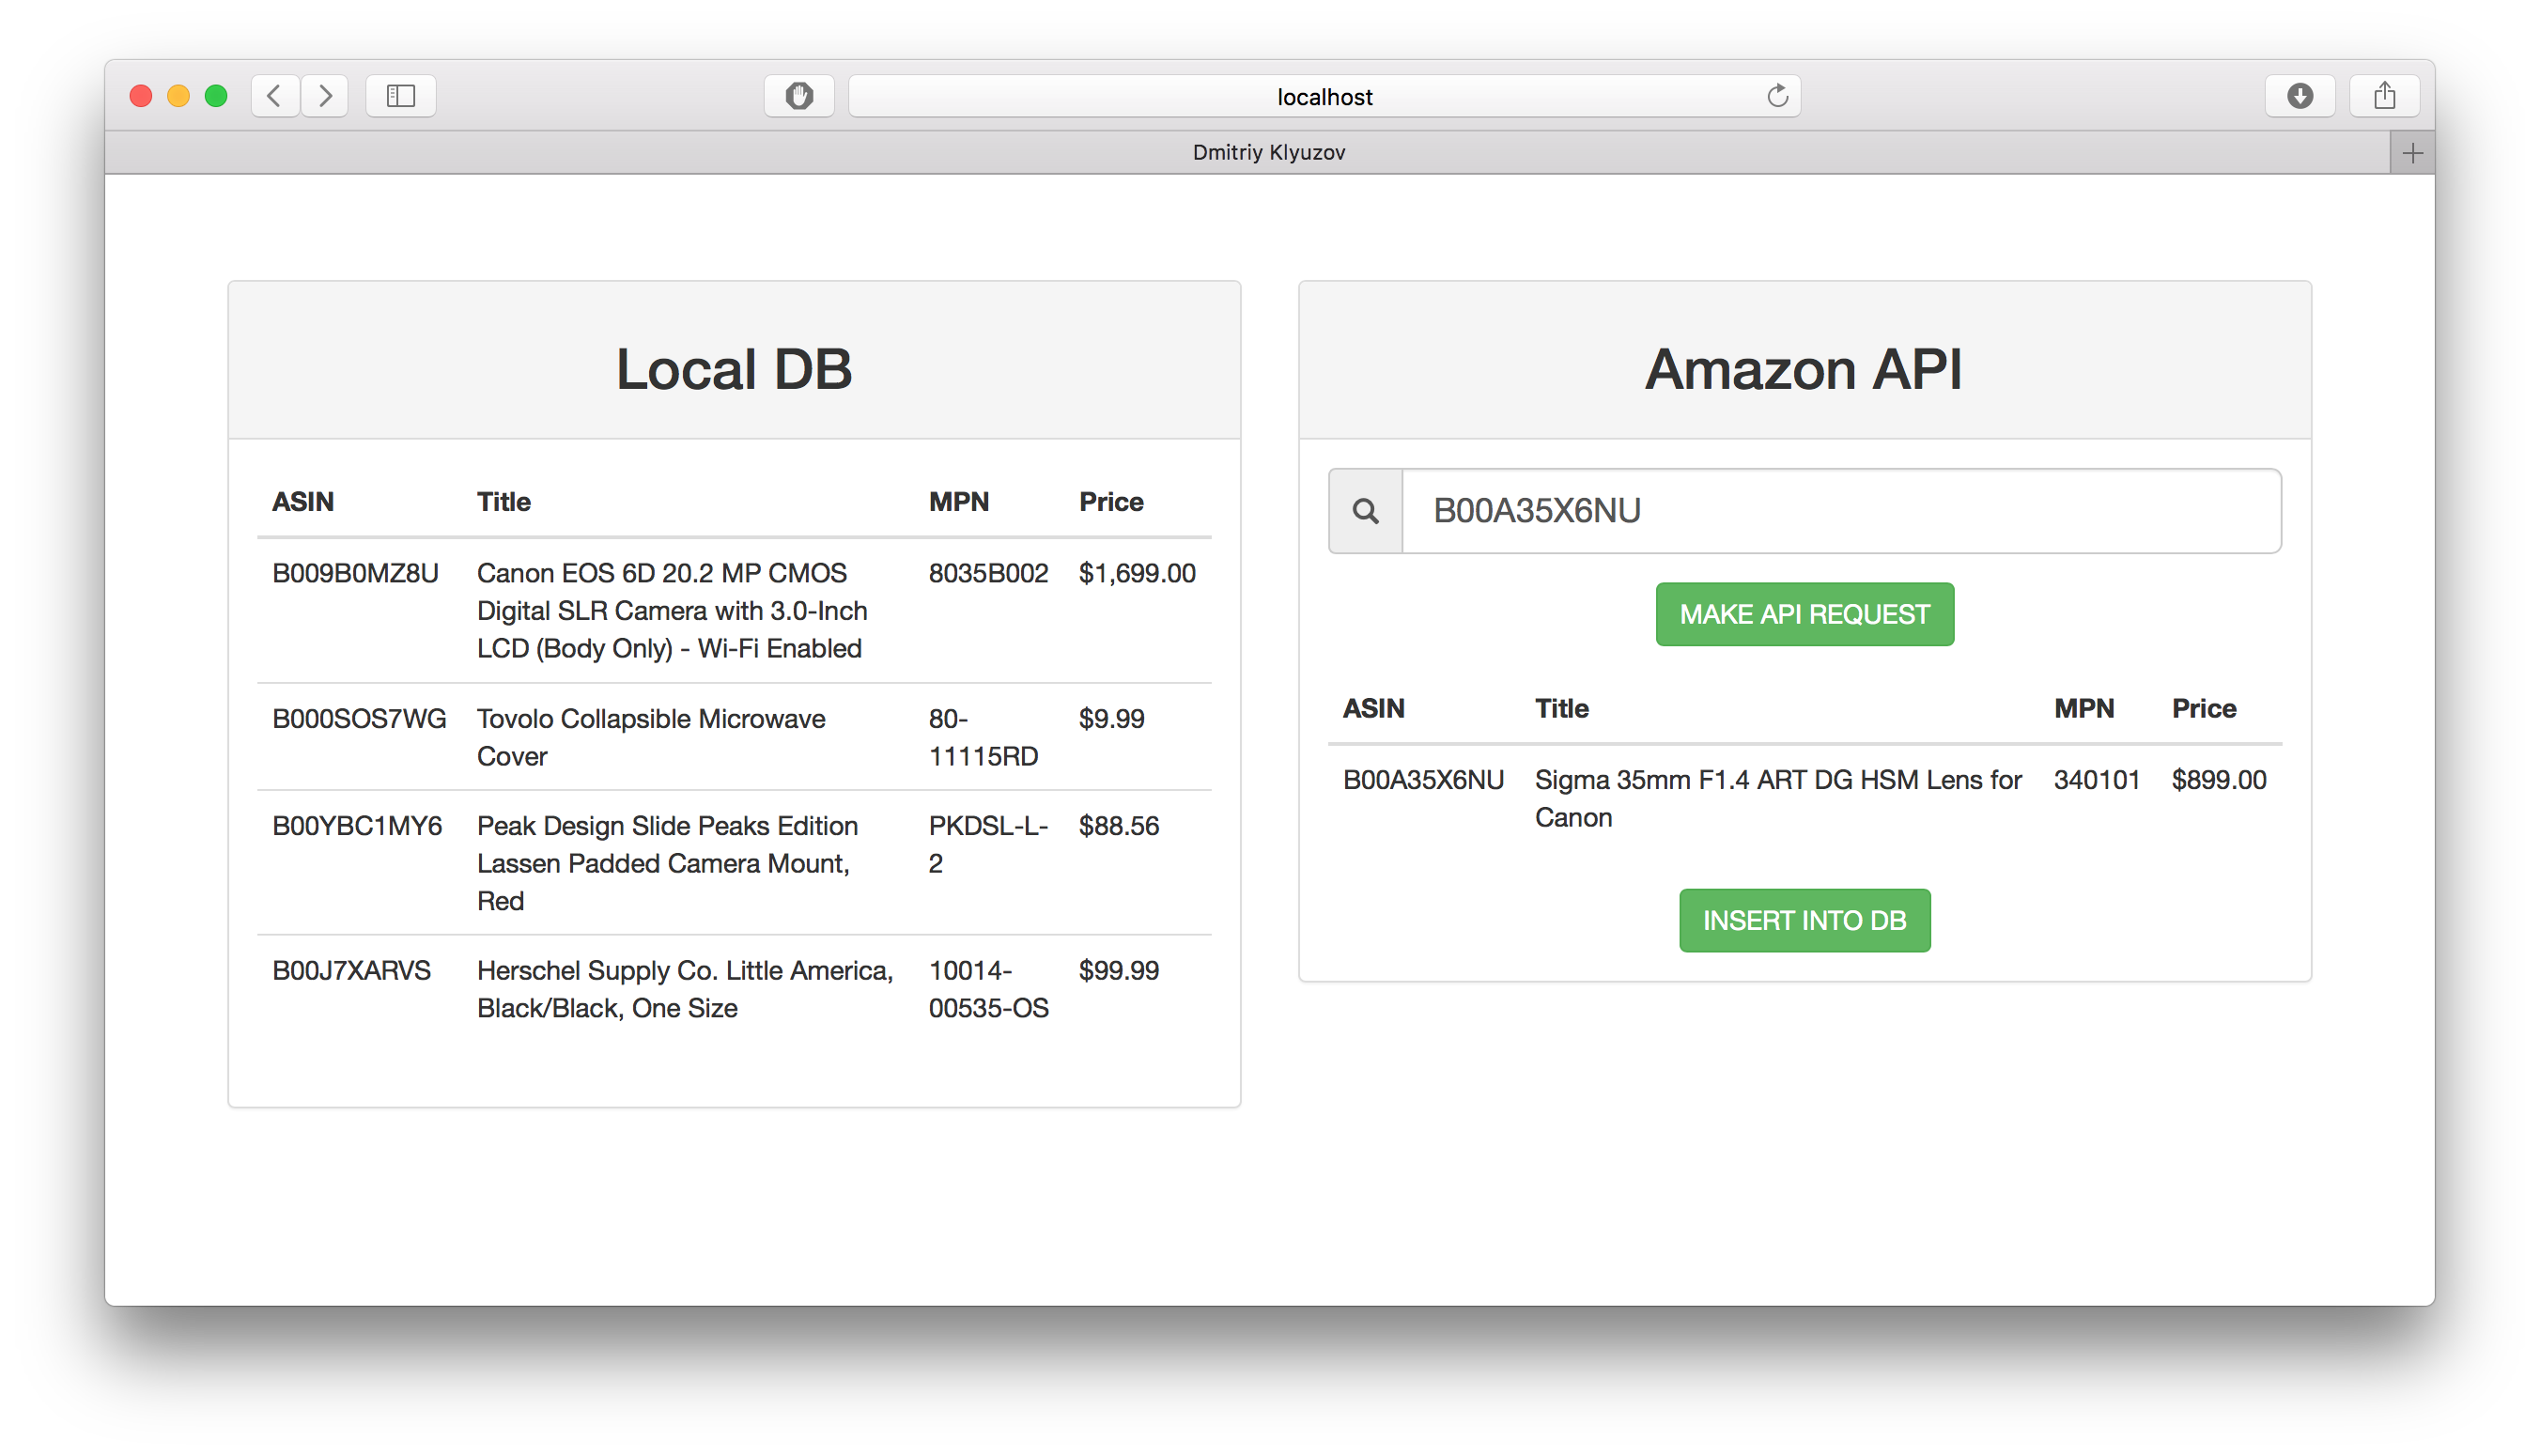 localhost
Dmitriy Klyuzov
Local DB
ASIN Title MPN Price
B009B0MZ8U Canon EOS 6D 20.2 MP CMOS 8035B002 $1,699.00
Digital SLR Camera with 3.0-Inch
LCD (Body Only) - Wi-Fi Enabled
B000SOS7WG Tovolo Collapsible Microwave 80- $9.99
Cover 11115RD
B00YBC1MY6 Peak Design Slide Peaks Edition PKDSL-L- $88.56
Lassen Padded Camera Mount, 2
Red
B00J7XARVS Herschel Supply Co. Little America, 10014- $99.99
Black/Black, One Size 00535-OS
Amazon API
B00A35X6NU
MAKE API REQUEST
ASIN Title MPN Price
B00A35X6NU Sigma 35mm F1.4 ART DG HSM Lens for 340101 $899.00
Canon
INSERT INTO DB